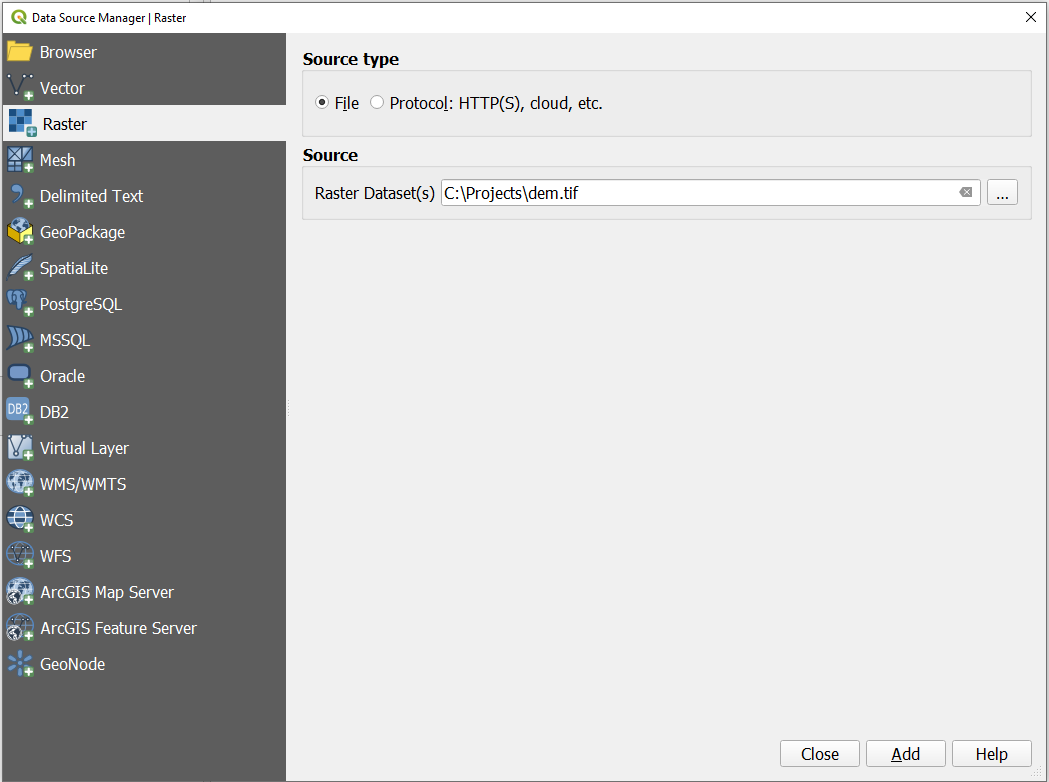 Data Source Manager | Raster
Browser
Vector
Raster
Mesh
Delimited Text
GeoPackage
SpatiaLite
PostgreSQL
MSSQL
Oracle
DB2
DB2
Virtual Layer
WMS/WMTS
WCS
WFS
ArcGIS Map Server
ArcGIS Feature Server
GeoNode
Source type
File Protocol: HTTP(S), cloud, etc.
Source
Raster Dataset(s) C:\Projects\dem.tif ...
Close Add Help